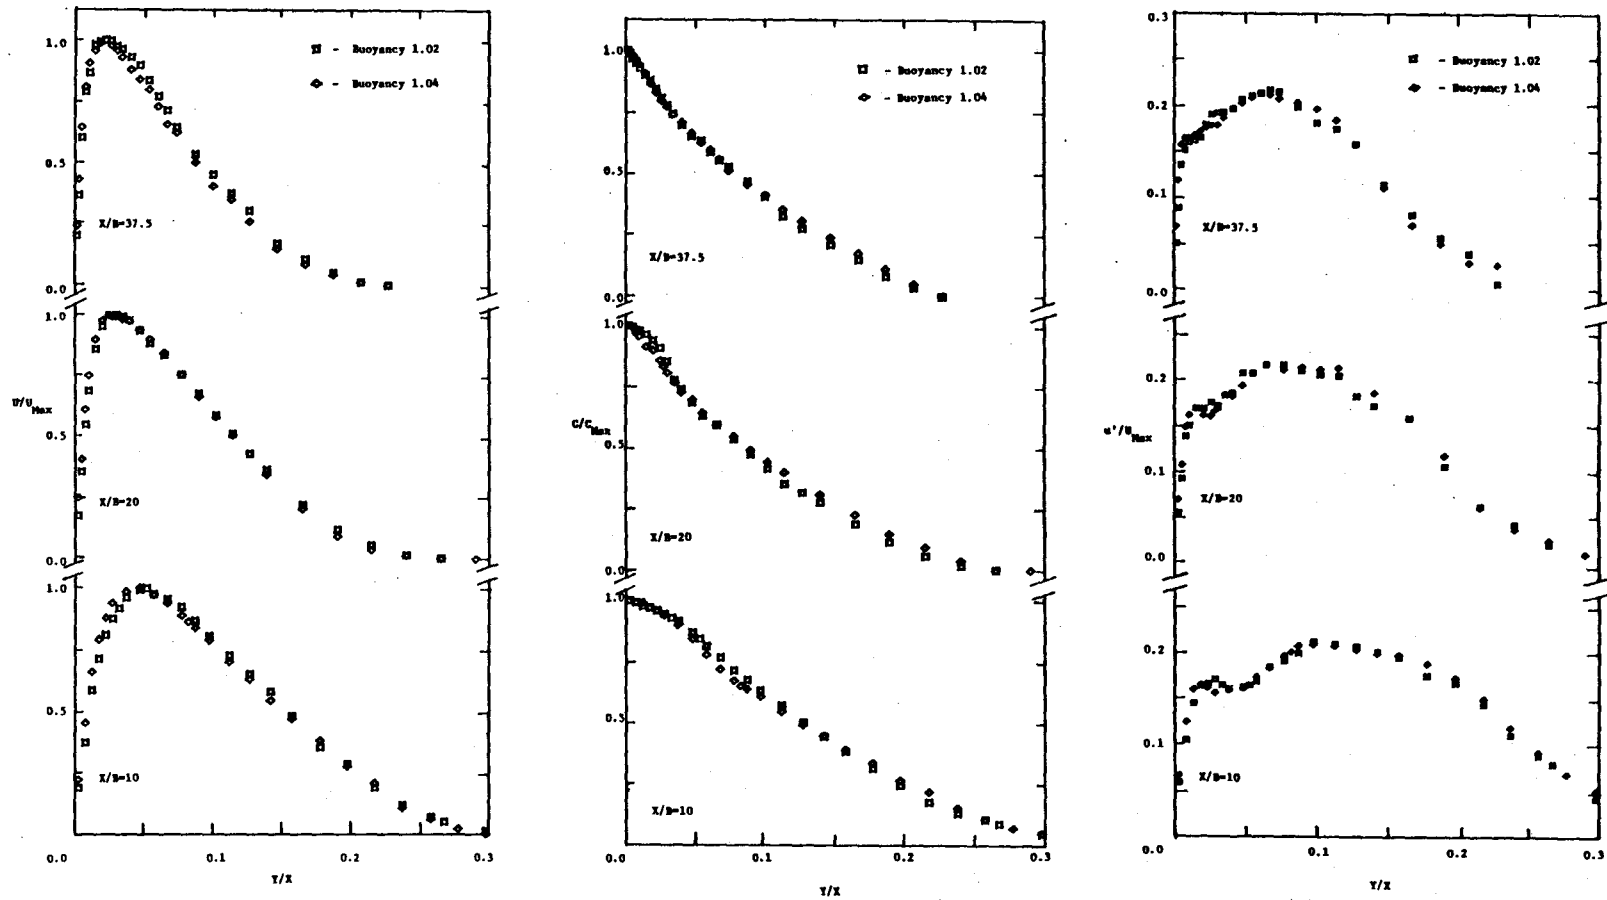 1.0
¤ - Buoyancy 1.02
◇ - Buoyancy 1.04
0.5
X/B=37.5
0.0
1.0
U/U Max
0.5
X/B=20
0.0
1.0
0.5
X/B=10
0.0 0.1 0.2 0.3
Y/X
1.0
¤ - Buoyancy 1.02
◇ - Buoyancy 1.04
0.5
X/B=37.5
0.0
1.0
C/C Max
0.5
X/B=20
0.0
1.0
0.5
X/B=10
0.0 0.1 0.2 0.3
Y/X
0.3
¤ - Buoyancy 1.02
◆ - Buoyancy 1.04
0.2
0.1
X/B=37.5
0.0
0.2
u'/U Max
0.1
X/B=20
0.0
0.2
0.1
X/B=10
0.0 0.1 0.2 0.3
Y/X